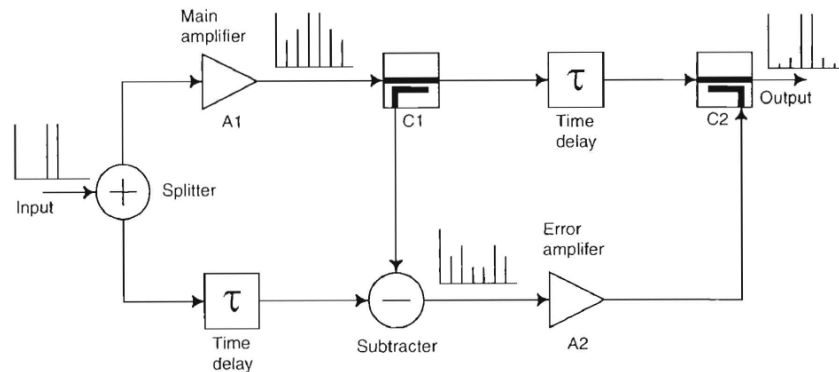 Main
amplifier
A1
C1
τ
Time
delay
C2
Output
Input
+
Splitter
τ
Time
delay
−
Subtracter
Error
amplifer
A2